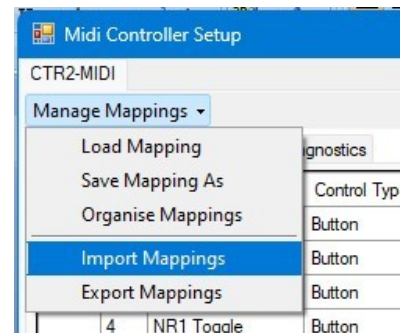 Midi Controller Setup
CTR2-MIDI
Manage Mappings
Load Mapping
Save Mapping As
Organise Mappings
Import Mappings
Export Mappings
gnostics
Control Typ
Button
Button
Button
4 NR1 Toggle Button